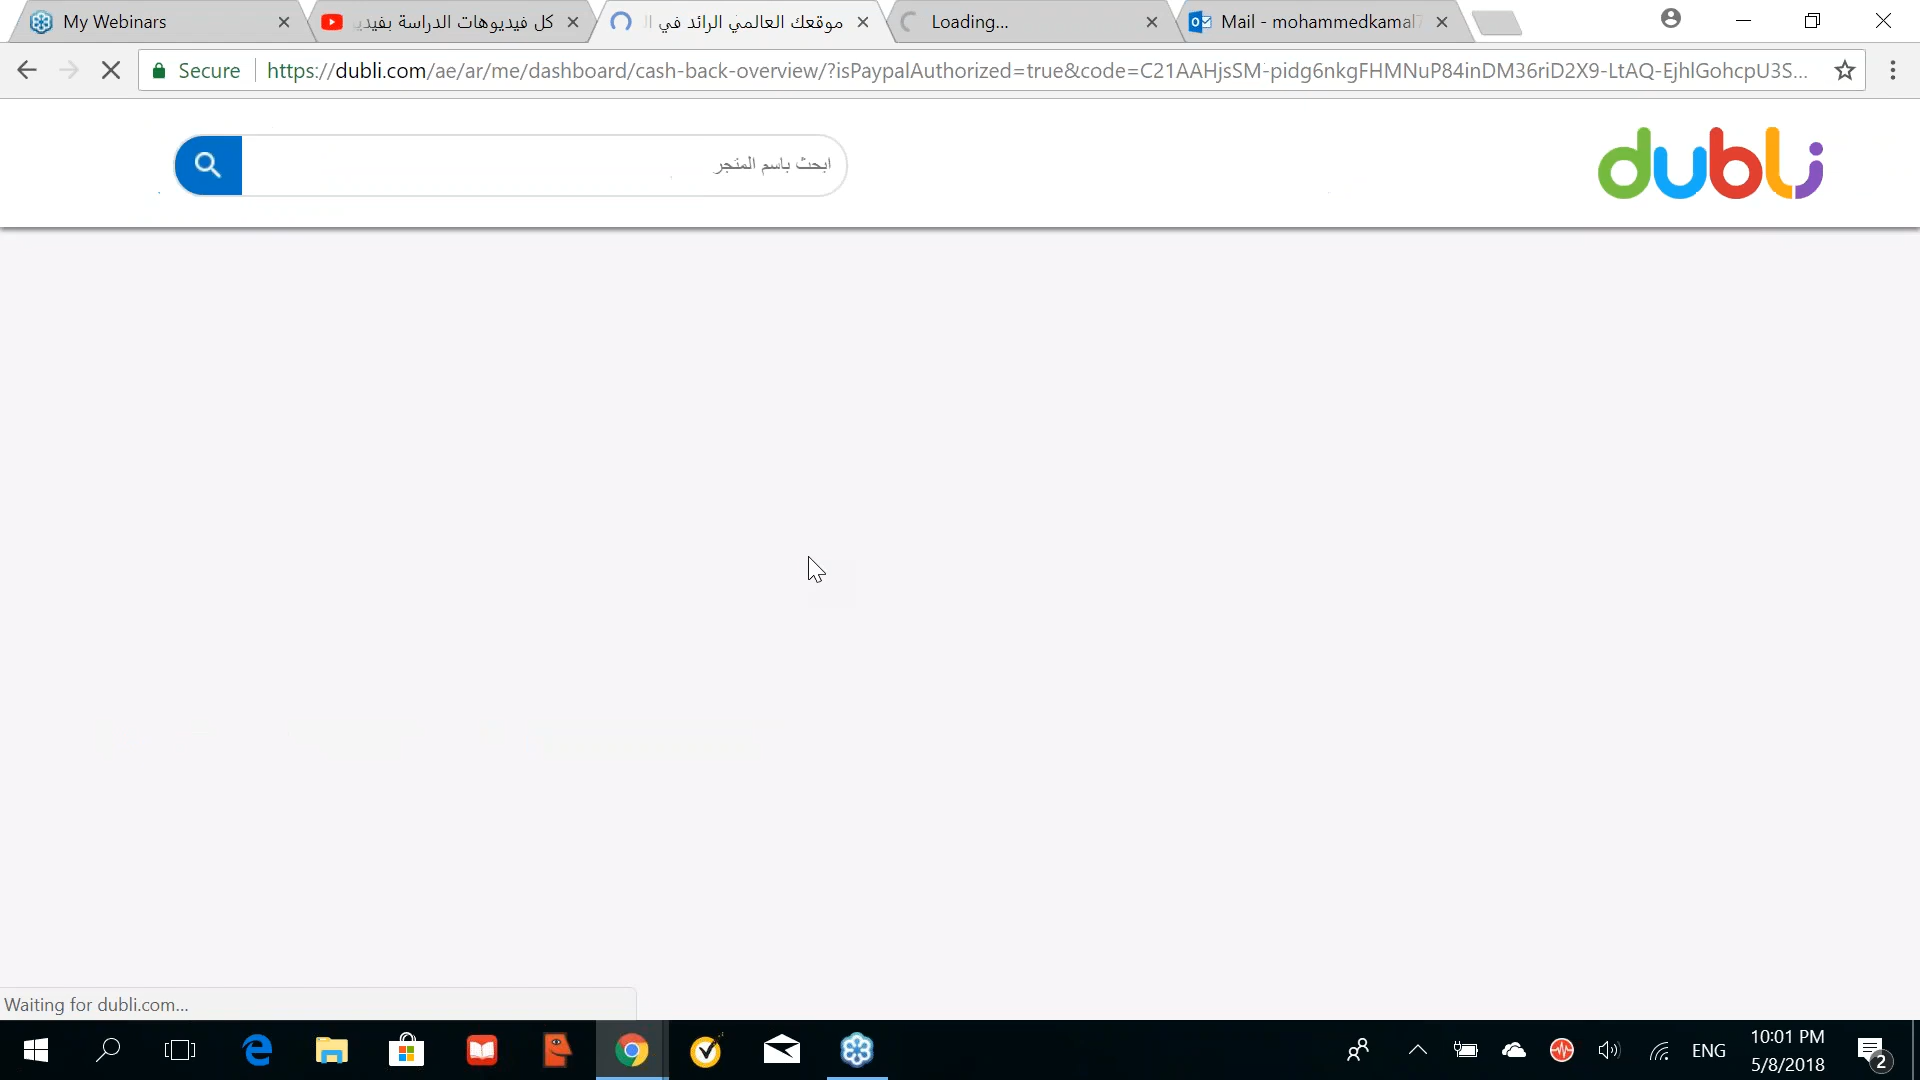 My Webinars
كل فيديوهات الدراسة بفيدي
موقعك العالمي الرائد في ا
Loading...
Mail - mohammedkamal
Secure
https://dubli.com/ae/ar/me/dashboard/cash-back-overview/?isPaypalAuthorized=true&code=C21AAHjsSM-pidg6nkgFHMNuP84inDM36riD2X9-LtAQ-EjhlGohcpU3S...
ابحث باسم المتجر
dubli
Waiting for dubli.com...
ENG
10:01 PM
5/8/2018
2